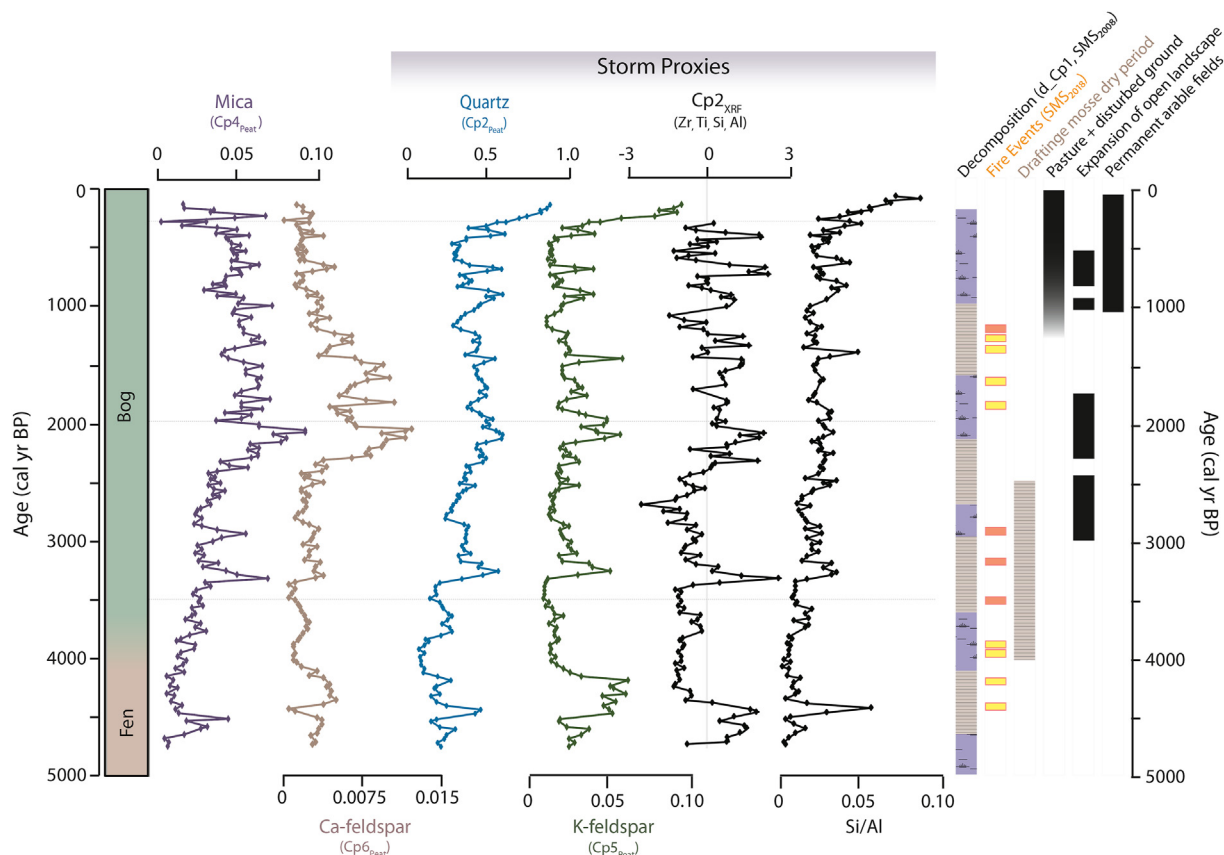 Storm Proxies
Mica
(Cp4Peat)
Quartz
(Cp2Peat)
Cp2XRF
(Zr, Ti, Si, Al)
Decomposition (d_Cp1, SMS2008)
Fire Events (SMS2018)
Draftinge mosse dry period
Pasture + disturbed ground
Expansion of open landscape
Permanent arable fields
0 0.05 0.10
0 0.5 1.0
-3 0 3
Age (cal yr BP)
0
1000
2000
3000
4000
5000
Bog
Fen
0
1000
2000
3000
4000
5000
Age (cal yr BP)
0 0.0075 0.015
0 0.05 0.10
0 0.05 0.10
Ca-feldspar
(Cp6Peat)
K-feldspar
(Cp5Peat)
Si/Al